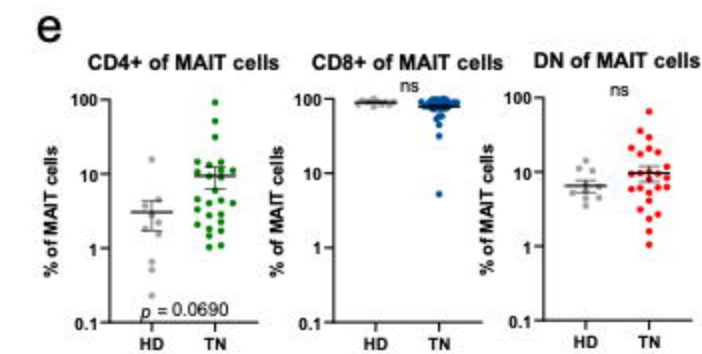 e
CD4+ of MAIT cells
% of MAIT cells
100
10
1
0.1
p = 0.0690
HD TN
CD8+ of MAIT cells
ns
% of MAIT cells
100
10
1
0.1
HD TN
DN of MAIT cells
ns
% of MAIT cells
100
10
1
0.1
HD TN